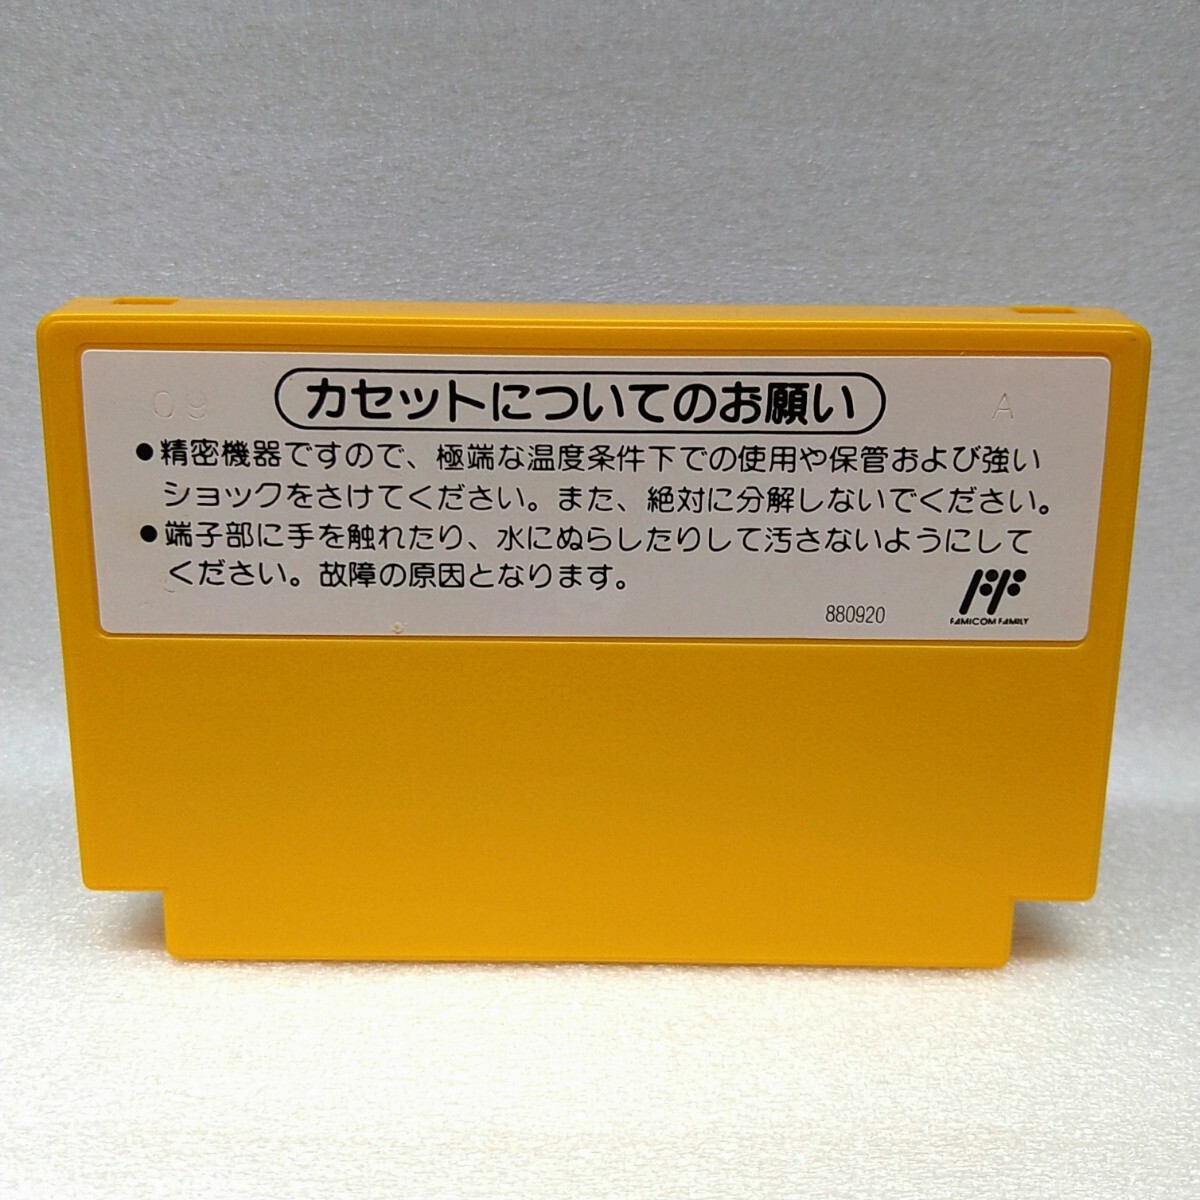 カセットについてのお願い
09
A
●精密機器ですので、極端な温度条件下での使用や保管および強い
ショックをさけてください。また、絶対に分解しないでください。
●端子部に手を触れたり、水にぬらしたりして汚さないようにして
ください。故障の原因となります。
880920
FAMICOM FAMILY